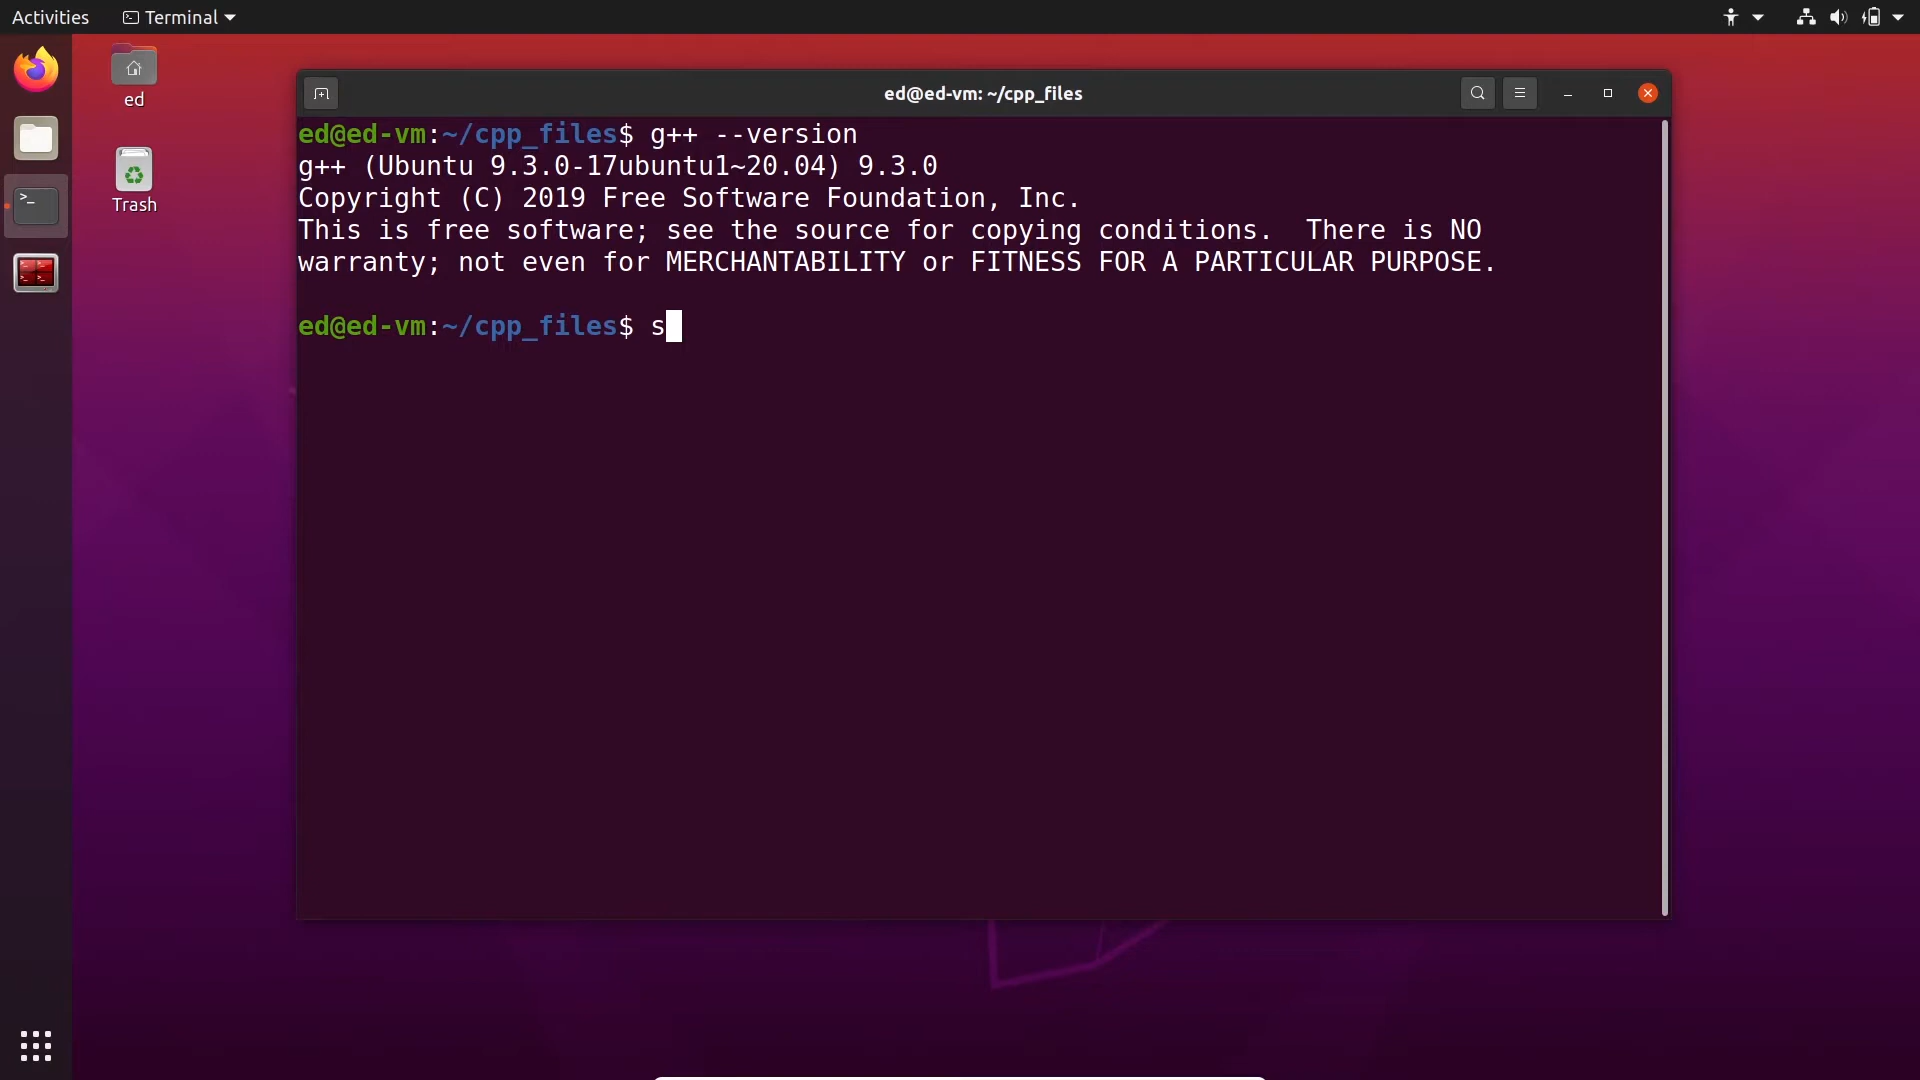 Activities Terminal
ed
Trash
ed@ed-vm: ~/cpp_files
ed@ed-vm:~/cpp_files$ g++ --version
g++ (Ubuntu 9.3.0-17ubuntu1~20.04) 9.3.0
Copyright (C) 2019 Free Software Foundation, Inc.
This is free software; see the source for copying conditions.  There is NO
warranty; not even for MERCHANTABILITY or FITNESS FOR A PARTICULAR PURPOSE.
ed@ed-vm:~/cpp_files$ s